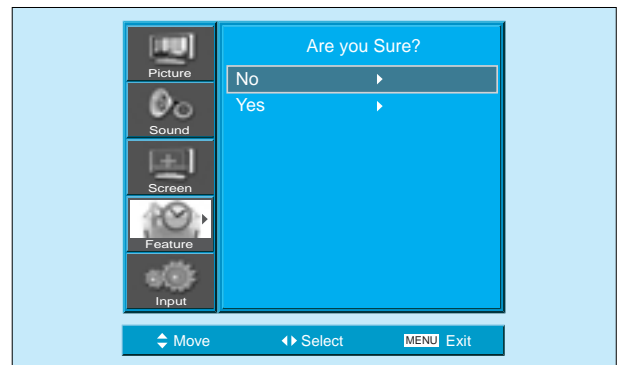 Picture
Sound
Screen
Feature
Input
Are you Sure?
No
Yes
Move Select MENU Exit